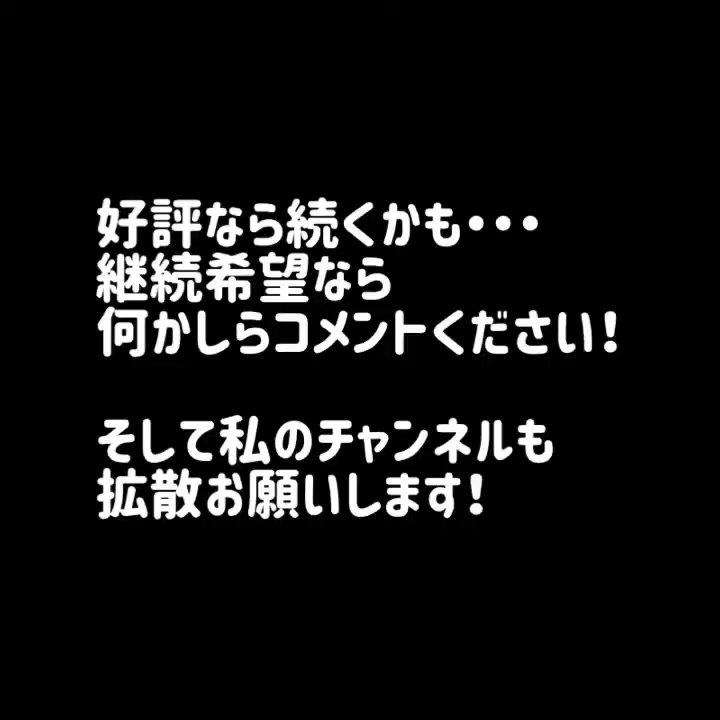 好評なら続くかも・・・
継続希望なら
何かしらコメントください！
そして私のチャンネルも
拡散お願いします！